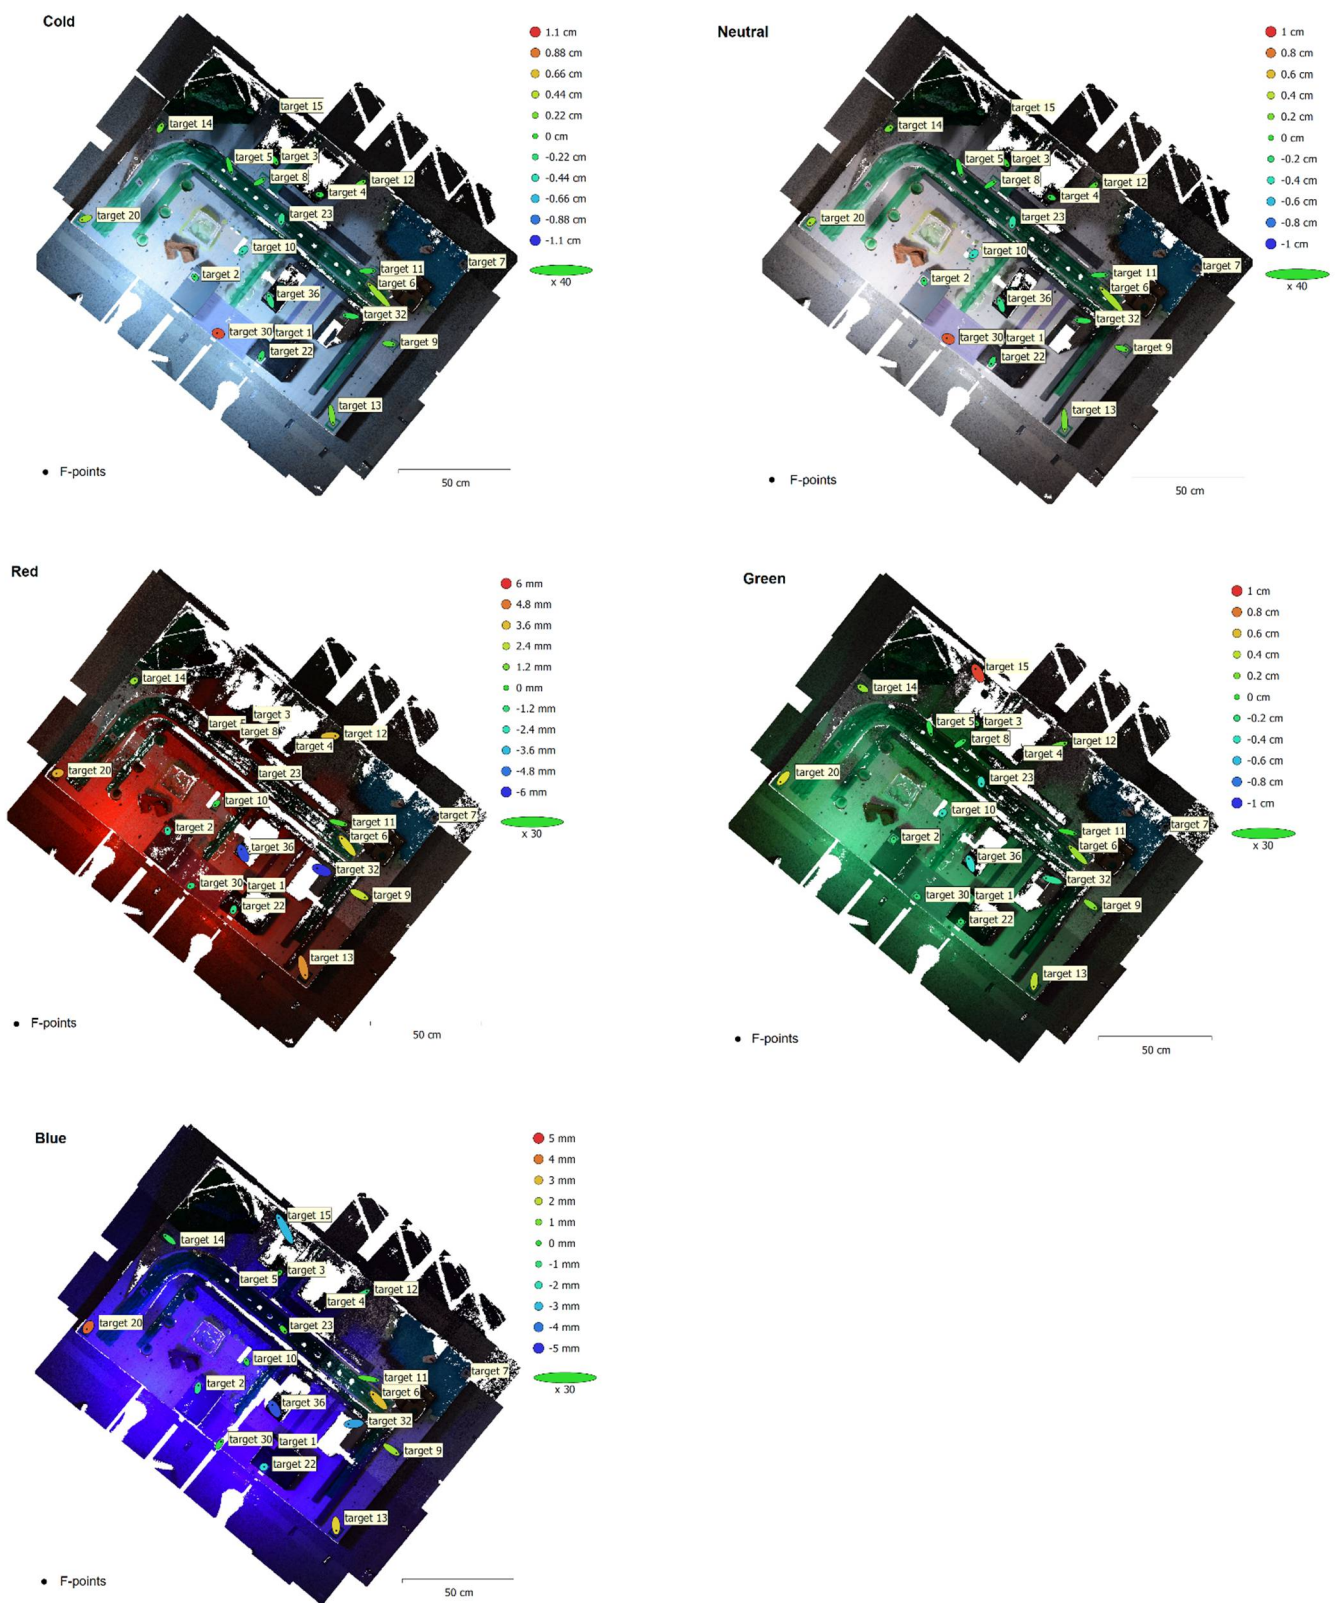 Cold
1.1 cm
0.88 cm
0.66 cm
0.44 cm
0.22 cm
0 cm
-0.22 cm
-0.44 cm
-0.66 cm
-0.88 cm
-1.1 cm
x 40
target 15
target 14
target 5
target 3
target 8
target 12
target 4
target 20
target 23
target 10
target 7
target 11
target 2
target 6
target 36
target 32
target 30
target 1
target 9
target 22
target 13
F-points
50 cm
Neutral
1 cm
0.8 cm
0.6 cm
0.4 cm
0.2 cm
0 cm
-0.2 cm
-0.4 cm
-0.6 cm
-0.8 cm
-1 cm
x 40
target 15
target 14
target 5
target 3
target 8
target 12
target 4
target 20
target 23
target 10
target 7
target 11
target 2
target 6
target 36
target 32
target 30
target 1
target 9
target 22
target 13
F-points
50 cm
Red
6 mm
4.8 mm
3.6 mm
2.4 mm
1.2 mm
0 mm
-1.2 mm
-2.4 mm
-3.6 mm
-4.8 mm
-6 mm
x 30
target 14
target 3
target 5
target 8
target 12
target 4
target 20
target 23
target 10
target 7
target 11
target 2
target 6
target 36
target 32
target 30
target 1
target 9
target 22
target 13
F-points
50 cm
Green
1 cm
0.8 cm
0.6 cm
0.4 cm
0.2 cm
0 cm
-0.2 cm
-0.4 cm
-0.6 cm
-0.8 cm
-1 cm
x 30
target 15
target 14
target 5
target 3
target 8
target 12
target 4
target 20
target 23
target 10
target 7
target 11
target 2
target 6
target 36
target 32
target 30
target 1
target 9
target 22
target 13
F-points
50 cm
Blue
5 mm
4 mm
3 mm
2 mm
1 mm
0 mm
-1 mm
-2 mm
-3 mm
-4 mm
-5 mm
x 30
target 15
target 14
target 3
target 5
target 12
target 4
target 20
target 23
target 10
target 7
target 11
target 2
target 6
target 36
target 32
target 30
target 1
target 9
target 22
target 13
F-points
50 cm